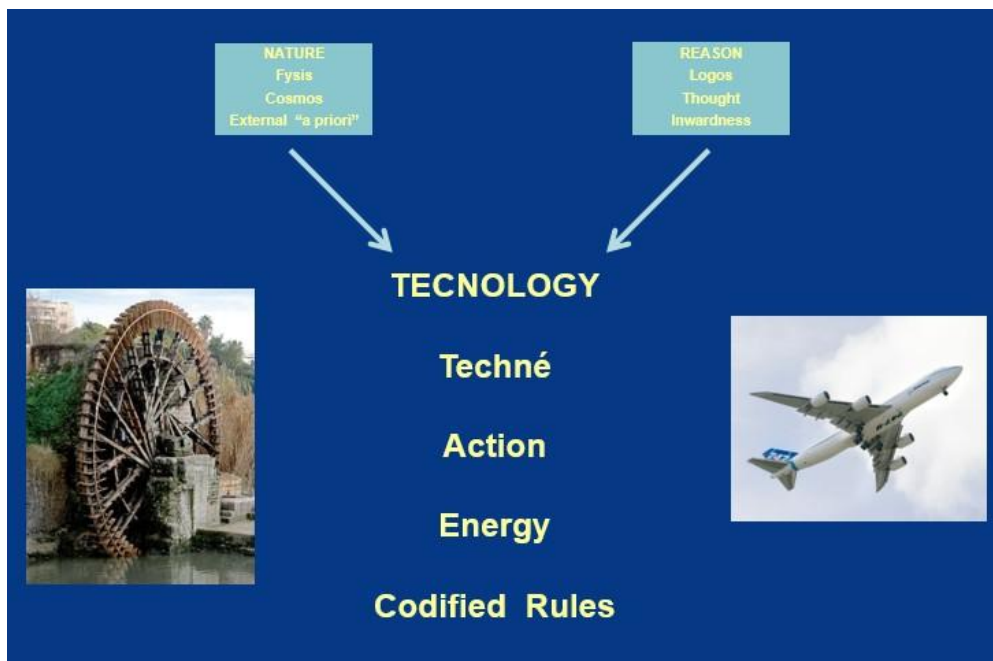 NATURE
Fysis
Cosmos
External "a priori"
REASON
Logos
Thought
Inwardness
TECNOLOGY
Techné
Action
Energy
Codified Rules